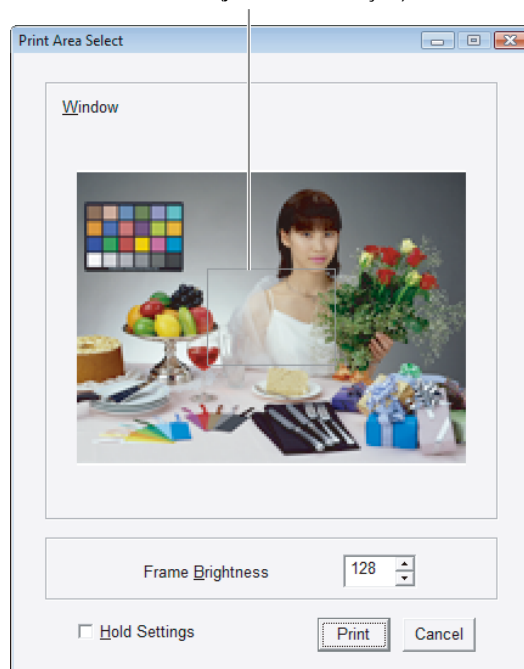 Print Area Select
Window
Frame Brightness
128
Hold Settings
Print
Cancel